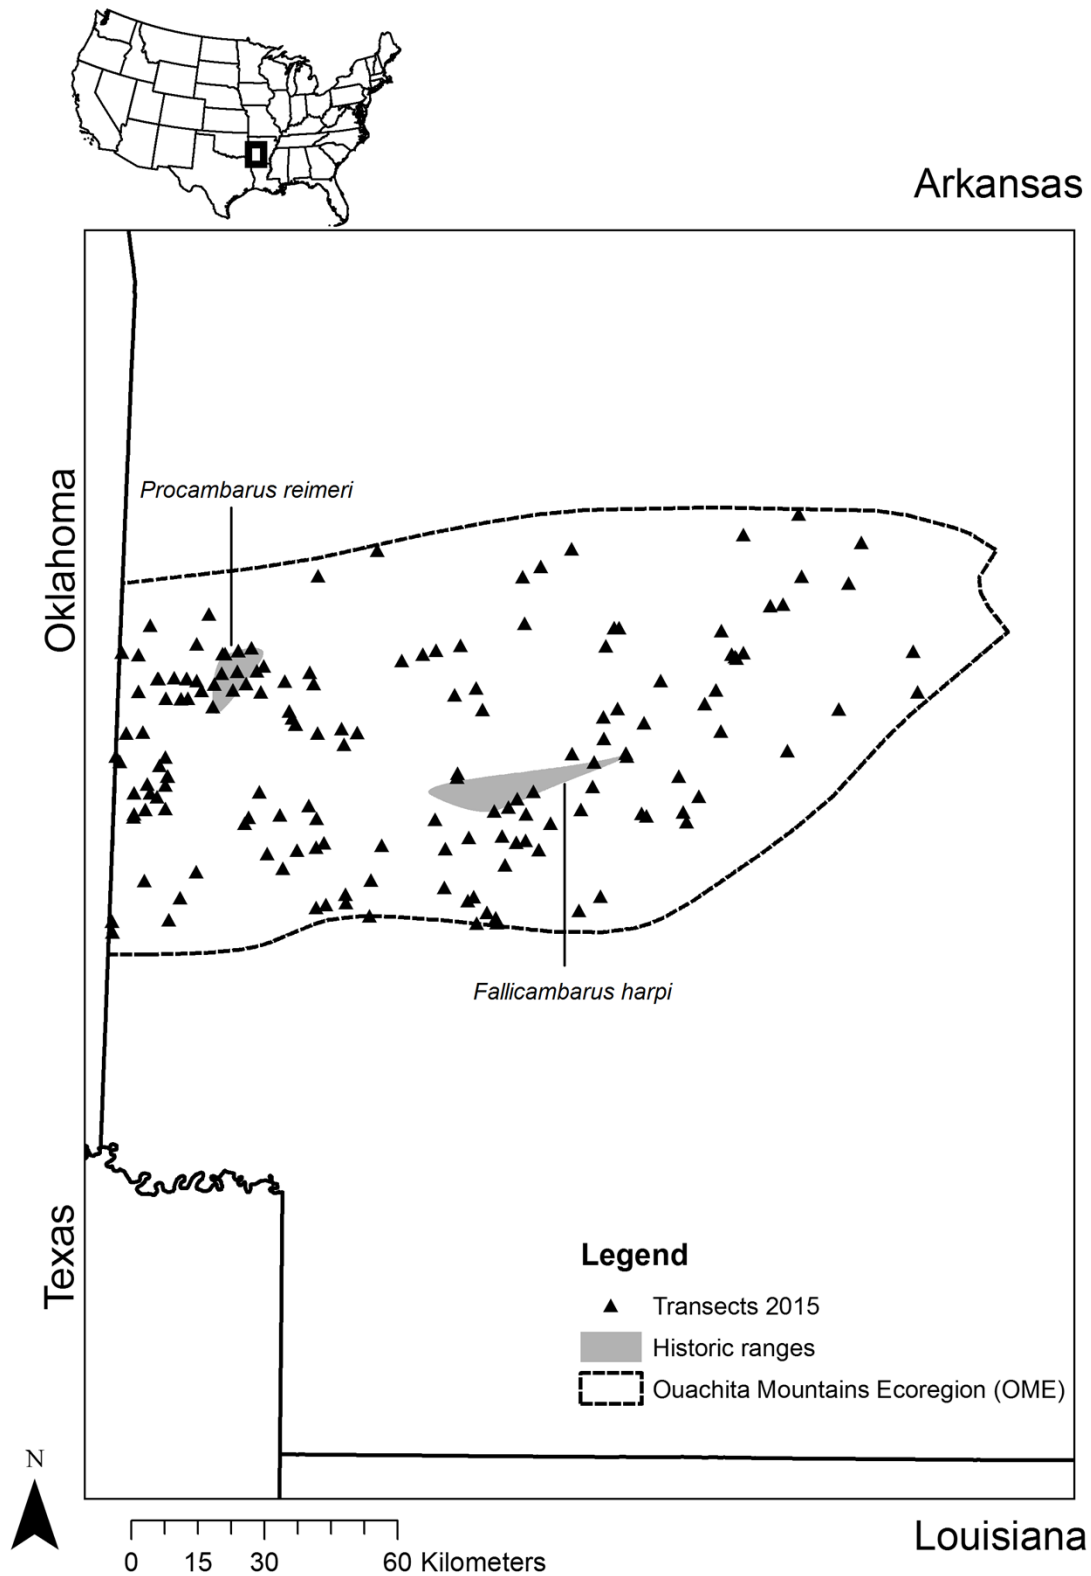 Arkansas
Oklahoma
Procambarus reimeri
Fallicambarus harpi
Texas
Legend
Transects 2015
Historic ranges
Ouachita Mountains Ecoregion (OME)
N
0 15 30 60 Kilometers
Louisiana